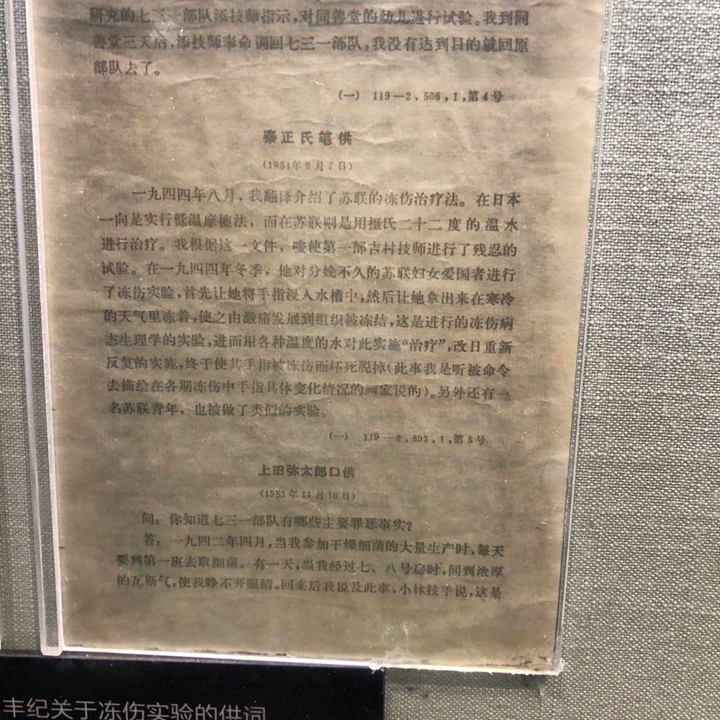 研究的七三一部队添技师指示，对同善堂的幼儿进行试验。我到同
善堂三天后，添技师奉命调回七三一部队，我没有达到目的就回原
部队去了。
（一） 119—2，506，1，第4号
秦正氏笔供
（1954年9月7日）
一九四四年八月，我翻译介绍了苏联的冻伤治疗法。在日本
一向是实行低温摩擦法，而在苏联则是用摄氏二十二度的温水
进行治疗。我根据这一文件，唆使第一部吉村技师进行了残忍的
试验。在一九四四年冬季，他对分娩不久的苏联妇女爱国者进行
了冻伤实验，首先让她将手指浸入水槽中，然后让她拿出来在寒冷
的天气里冻着，使之由激痛发展到组织被冻结，这是进行的冻伤病
态生理学的实验，进而用各种温度的水对此实施“治疗”，改日重新
反复的实施，终于使其手指被冻伤而坏死脱掉（此事我是听被命令
去描绘在各期冻伤中手指具体变化情况的画家说的）。另外还有一
名苏联青年，也被做了类似的实验。
（一） 119—2，593，1，第5号
上田弥太郎口供
（1953年11月10日）
问：你知道七三一部队有哪些主要罪恶事实？
答：一九四二年四月，当我参加干燥细菌的大量生产时，每天
要到第一班去取细菌。有一天，当我经过七、八号房时，闻到浓厚
的瓦斯气，使我睁不开眼睛。回来后我说及此事，小林技手说，这是
丰纪关于冻伤实验的供词